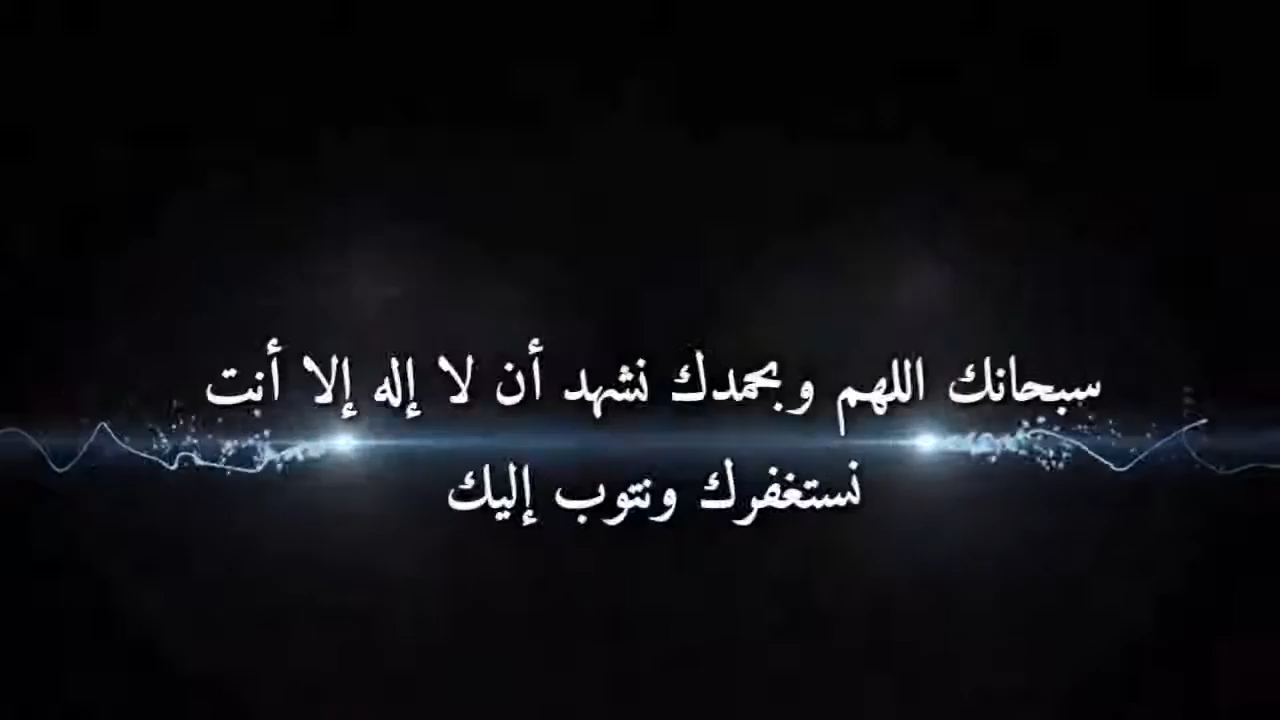 سبحانك اللهم وبحمدك نشهد أن لا إله إلا أنت
نستغفرك ونتوب إليك